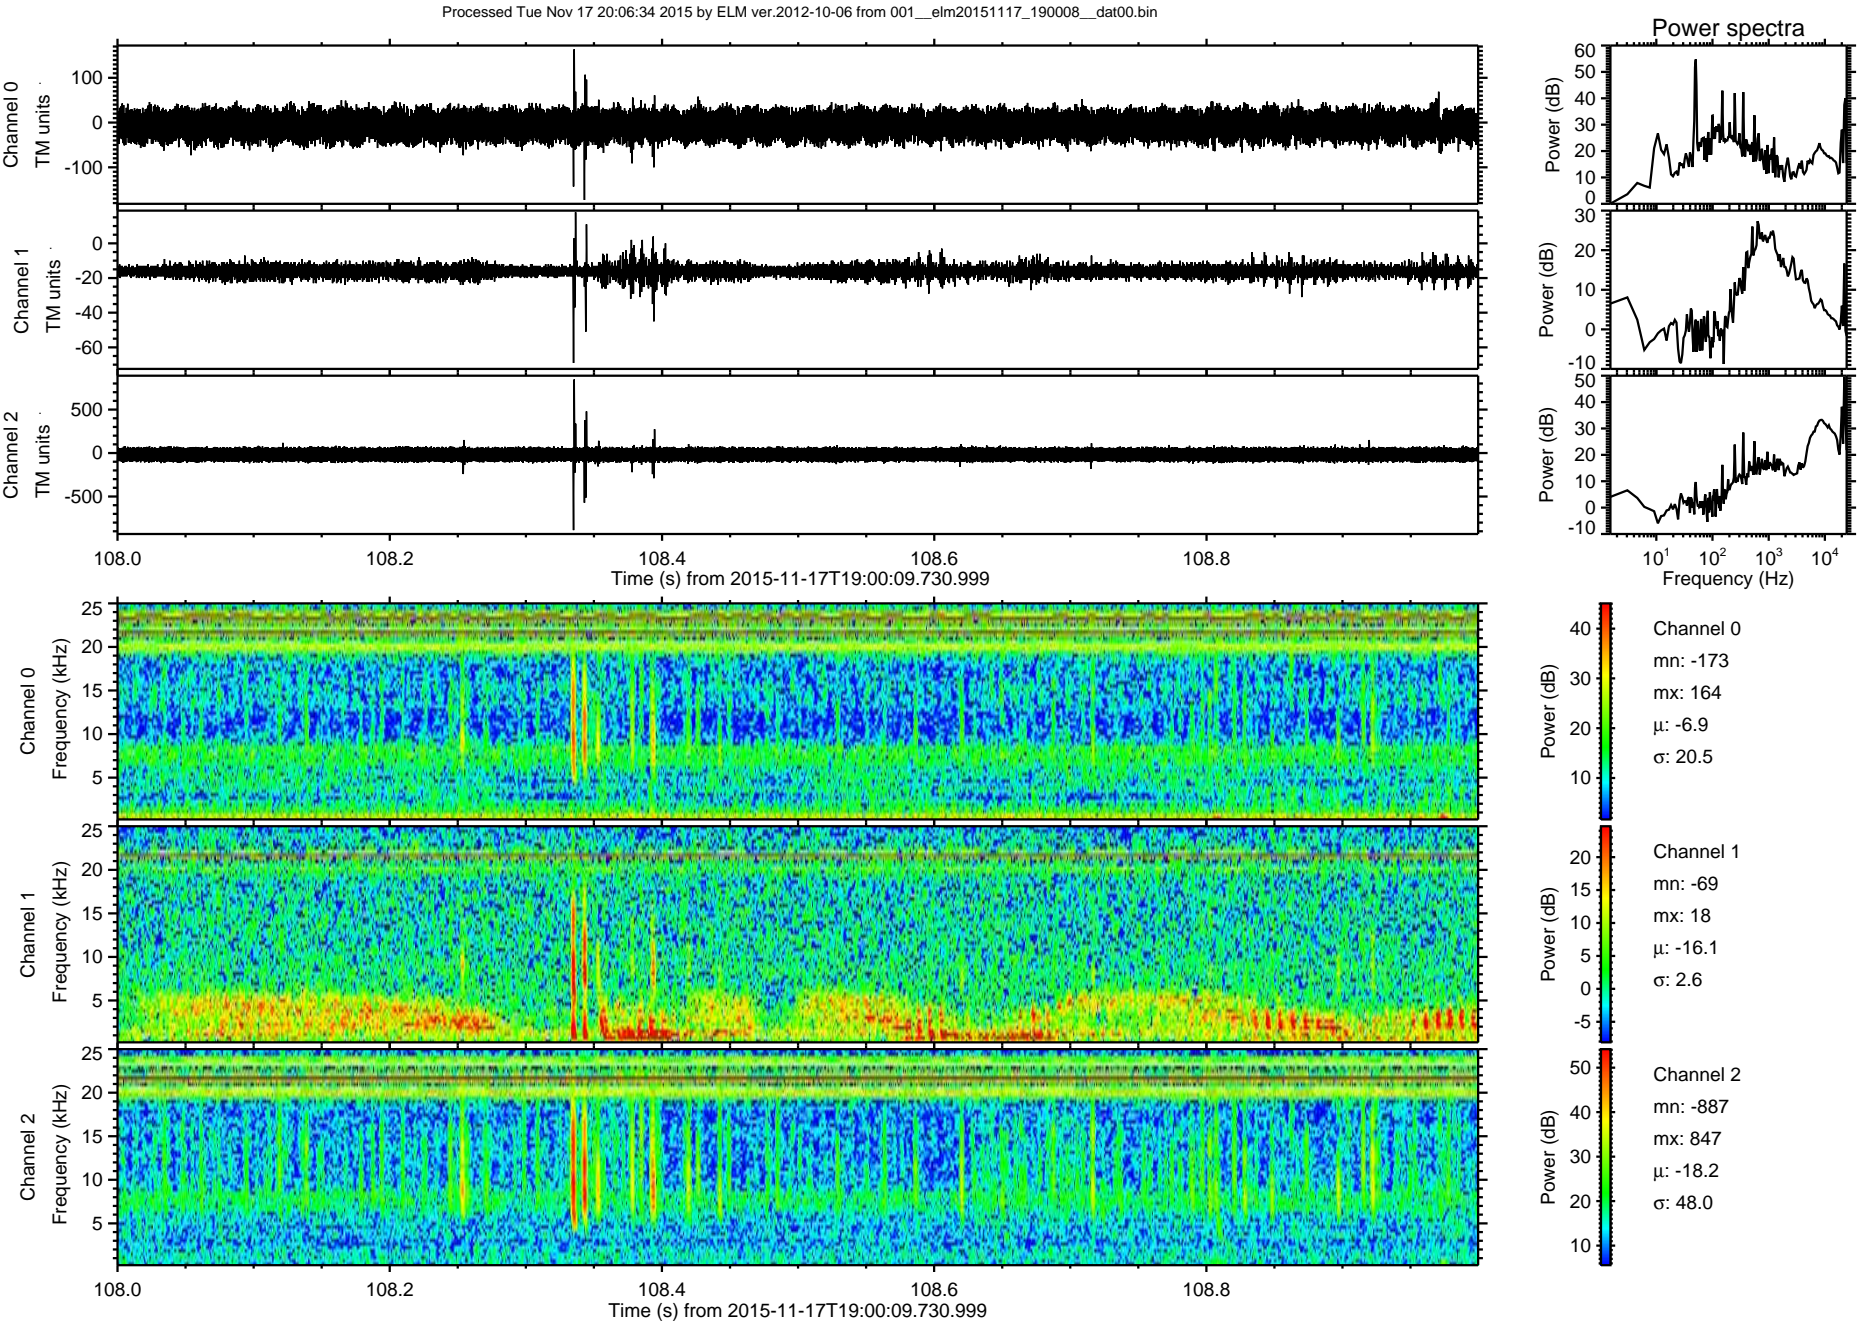 Processed Tue Nov 17 20:06:34 2015 by ELM ver.2012-10-06 from 001__elm20151117_190008__dat00.bin
Power spectra
Channel 0
TM units
100
0
-100
Power (dB)
60
50
40
30
20
10
0
Channel 1
TM units
0
-20
-40
-60
Power (dB)
30
20
10
0
-10
Channel 2
TM units
500
0
-500
Power (dB)
50
40
30
20
10
0
-10
108.0 108.2 108.4 108.6 108.8
Time (s) from 2015-11-17T19:00:09.730.999
10¹ 10² 10³ 10⁴
Frequency (Hz)
Channel 0
Frequency (kHz)
25
20
15
10
5
Power (dB)
40
30
20
10
Channel 0
mn: -173
mx: 164
μ: -6.9
σ: 20.5
Channel 1
Frequency (kHz)
25
20
15
10
5
Power (dB)
20
15
10
5
0
-5
Channel 1
mn: -69
mx: 18
μ: -16.1
σ: 2.6
Channel 2
Frequency (kHz)
25
20
15
10
5
Power (dB)
50
40
30
20
10
Channel 2
mn: -887
mx: 847
μ: -18.2
σ: 48.0
108.0 108.2 108.4 108.6 108.8
Time (s) from 2015-11-17T19:00:09.730.999